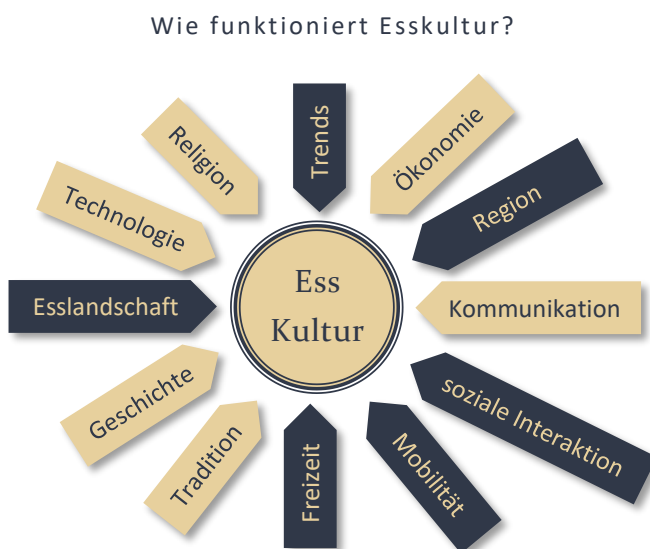 Wie funktioniert Esskultur?
Trends
Ökonomie
Region
Kommunikation
soziale Interaktion
Mobilität
Freizeit
Tradition
Geschichte
Esslandschaft
Technologie
Religion
Ess
Kultur